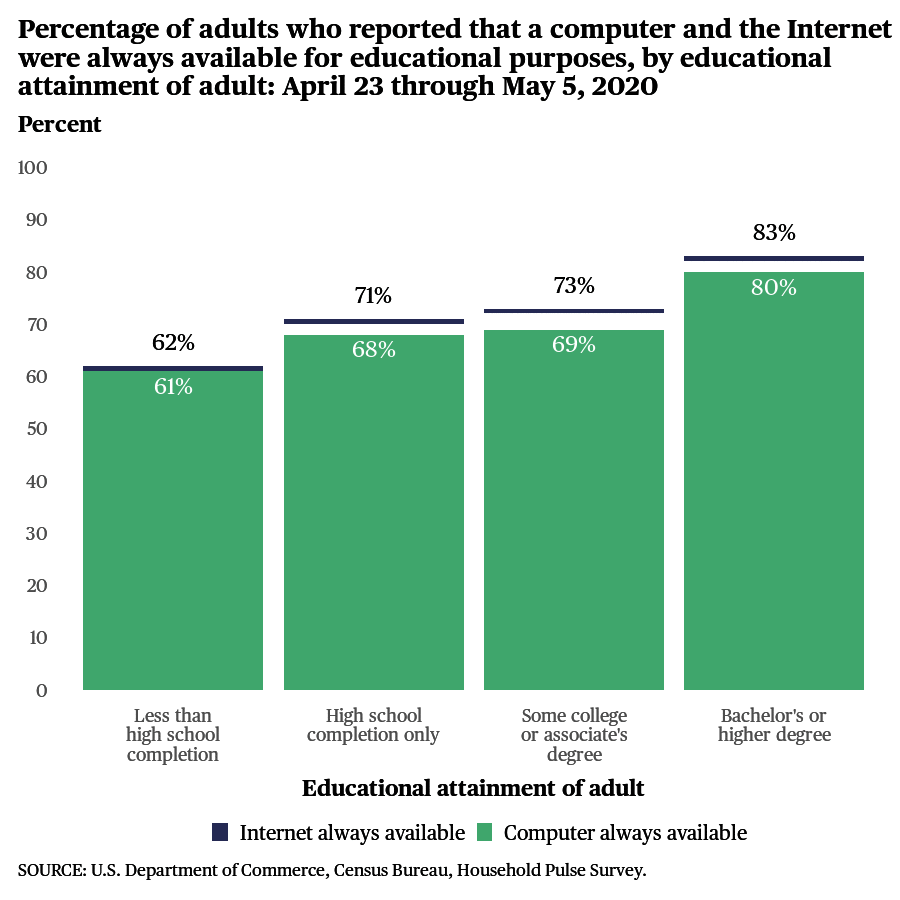 Percentage of adults who reported that a computer and the Internet
were always available for educational purposes, by educational
attainment of adult: April 23 through May 5, 2020
Percent
100
90
80
70
60
50
40
30
20
10
0
62%
61%
71%
68%
73%
69%
83%
80%
Less than
high school
completion
High school
completion only
Some college
or associate's
degree
Bachelor's or
higher degree
Educational attainment of adult
Internet always available
Computer always available
SOURCE: U.S. Department of Commerce, Census Bureau, Household Pulse Survey.